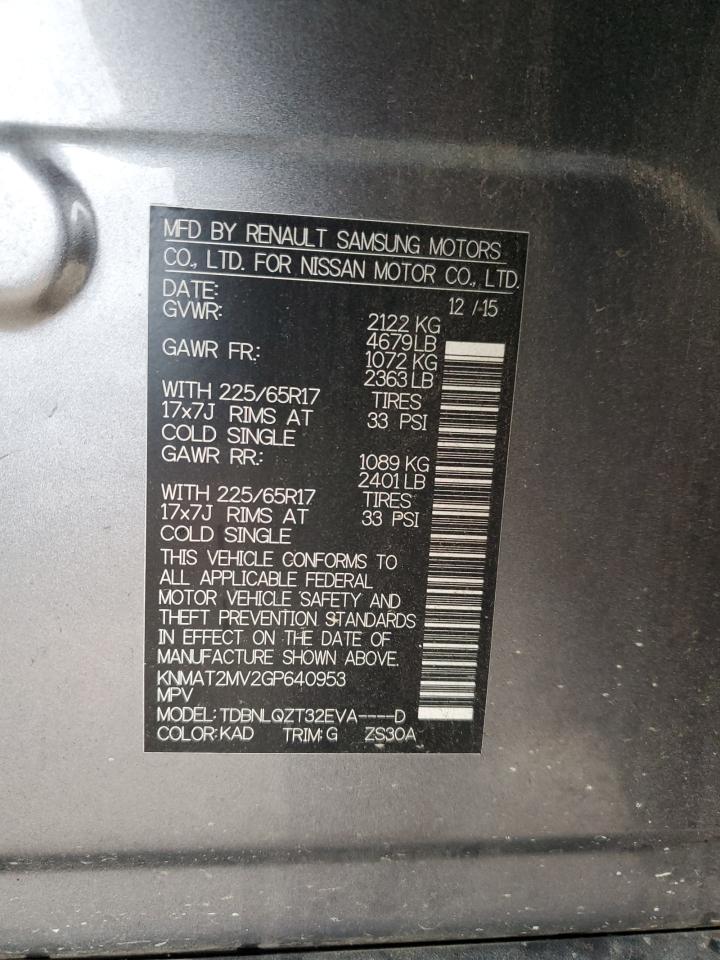 MFD BY RENAULT SAMSUNG MOTORS
CO., LTD. FOR NISSAN MOTOR CO., LTD.
DATE: 12 /-15
GVWR: 2122 KG
4679LB
GAWR FR.: 1072 KG
2363 LB
WITH 225/65R17 TIRES
17x7J RIMS AT 33 PSI
COLD SINGLE
GAWR RR.: 1089 KG
2401 LB
WITH 225/65R17 TIRES
17x7J RIMS AT 33 PSI
COLD SINGLE
THIS VEHICLE CONFORMS TO
ALL APPLICABLE FEDERAL
MOTOR VEHICLE SAFETY AND
THEFT PREVENTION STANDARDS
IN EFFECT ON THE DATE OF
MANUFACTURE SHOWN ABOVE.
KNMAT2MV2GP640953
MPV
MODEL:TDBNLQZT32EVA----D
COLOR:KAD TRIM:G ZS30A